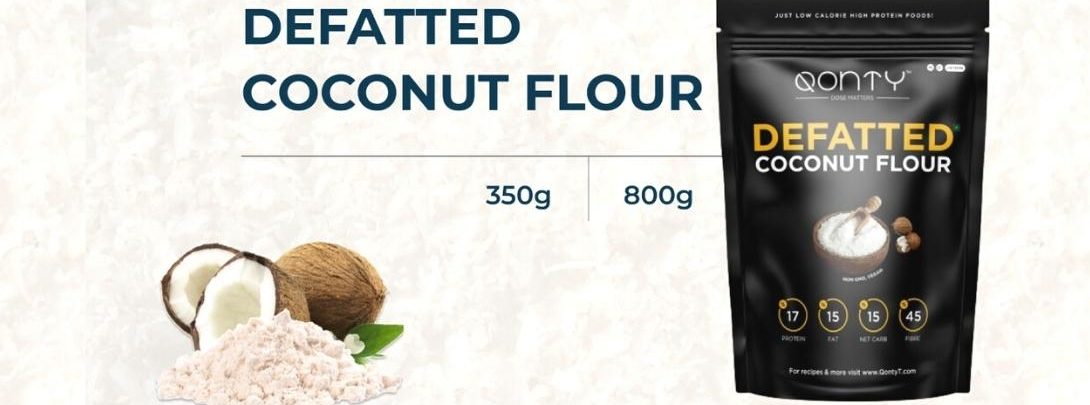 DEFATTED
COCONUT FLOUR
350g
800g
JUST LOW CALORIE HIGH PROTEIN FOODS!
QONTY™
DOSE MATTERS
DEFATTED
COCONUT FLOUR
NON GMO, VEGAN
% % % %
17 15 15 45
PROTEIN FAT NET CARB FIBRE
For recipes & more visit www.QontyT.com